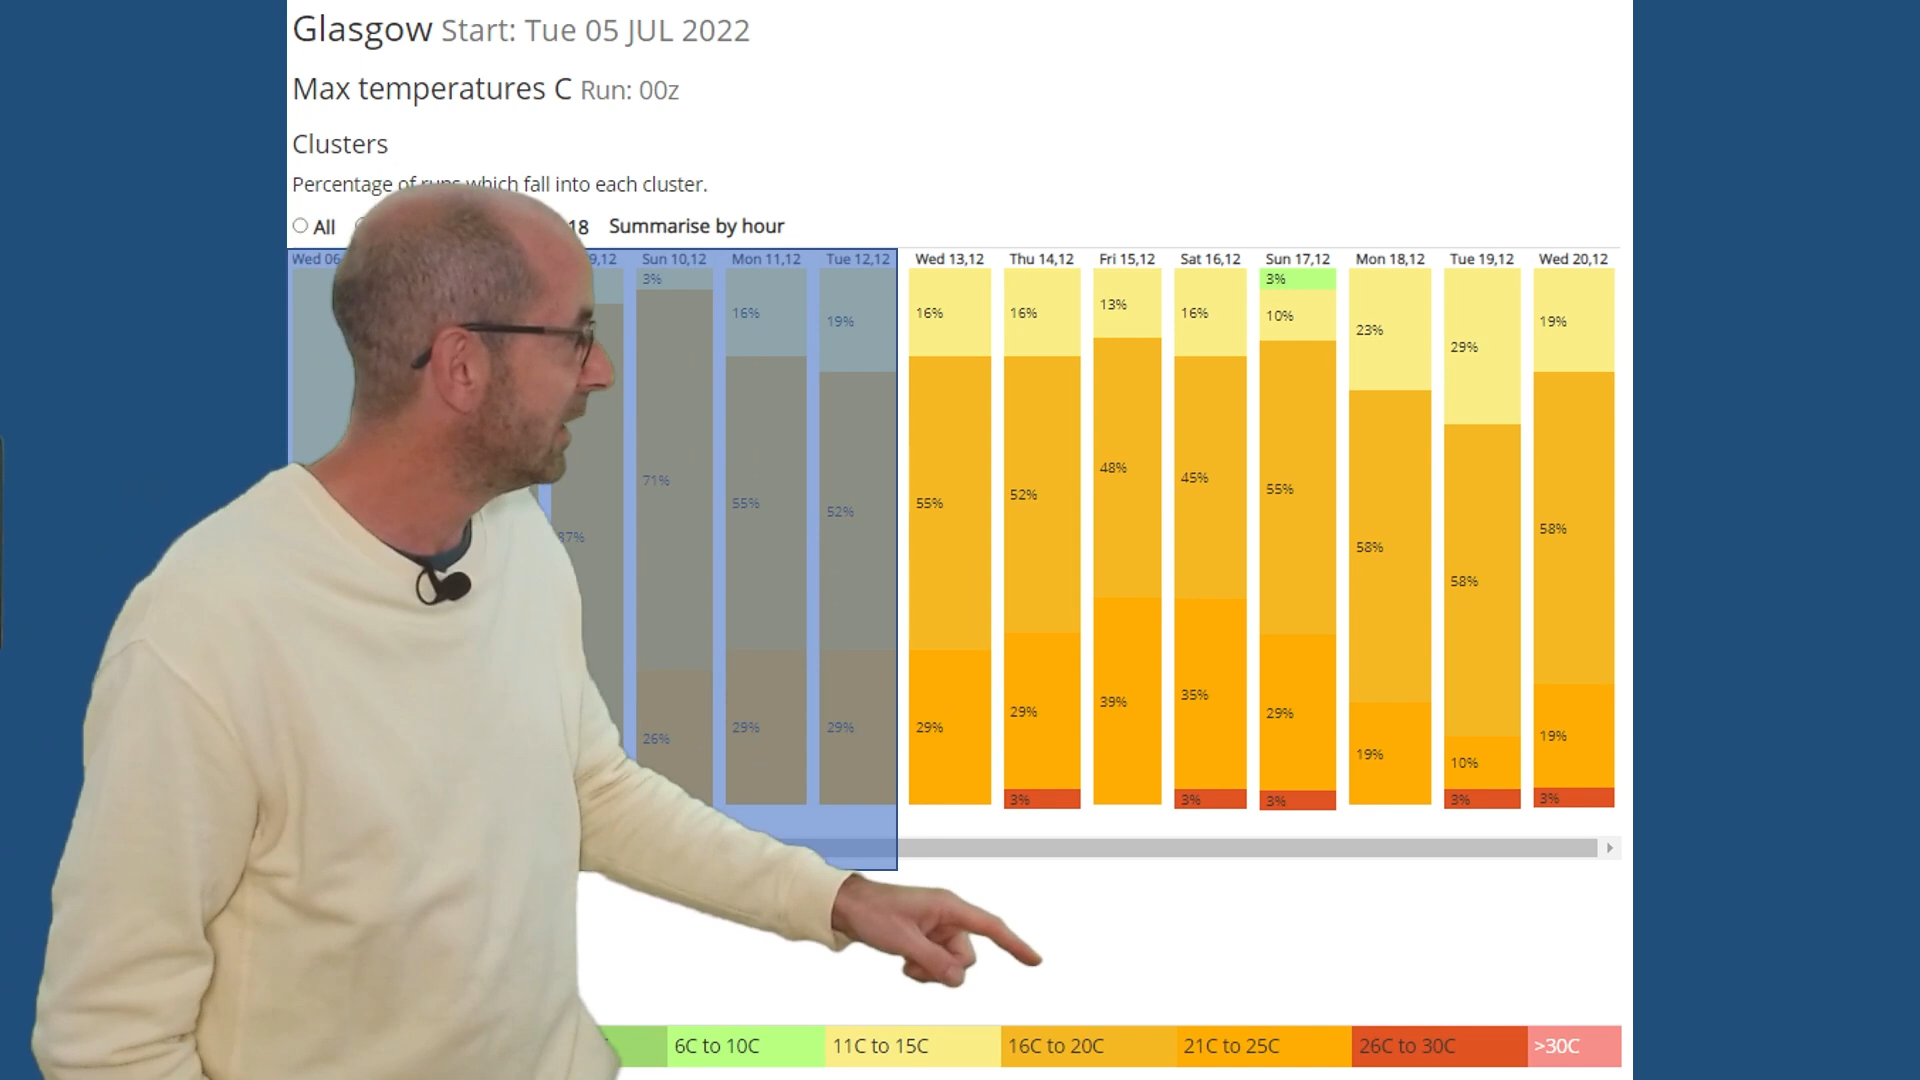 Glasgow Start: Tue 05 JUL 2022
Max temperatures C Run: 00z
Clusters
Percentage of runs which fall into each cluster.
All 18 Summarise by hour
Wed 06 9,12 Sun 10,12 Mon 11,12 Tue 12,12 Wed 13,12 Thu 14,12 Fri 15,12 Sat 16,12 Sun 17,12 Mon 18,12 Tue 19,12 Wed 20,12
3% 3%
16% 19% 16% 16% 13% 16% 10% 23% 29% 19%
71% 87% 55% 52% 55% 52% 48% 45% 55% 58% 58% 58%
26% 29% 29% 29% 29% 39% 35% 29% 19% 10% 19%
3% 3% 3% 3% 3%
6C to 10C 11C to 15C 16C to 20C 21C to 25C 26C to 30C >30C